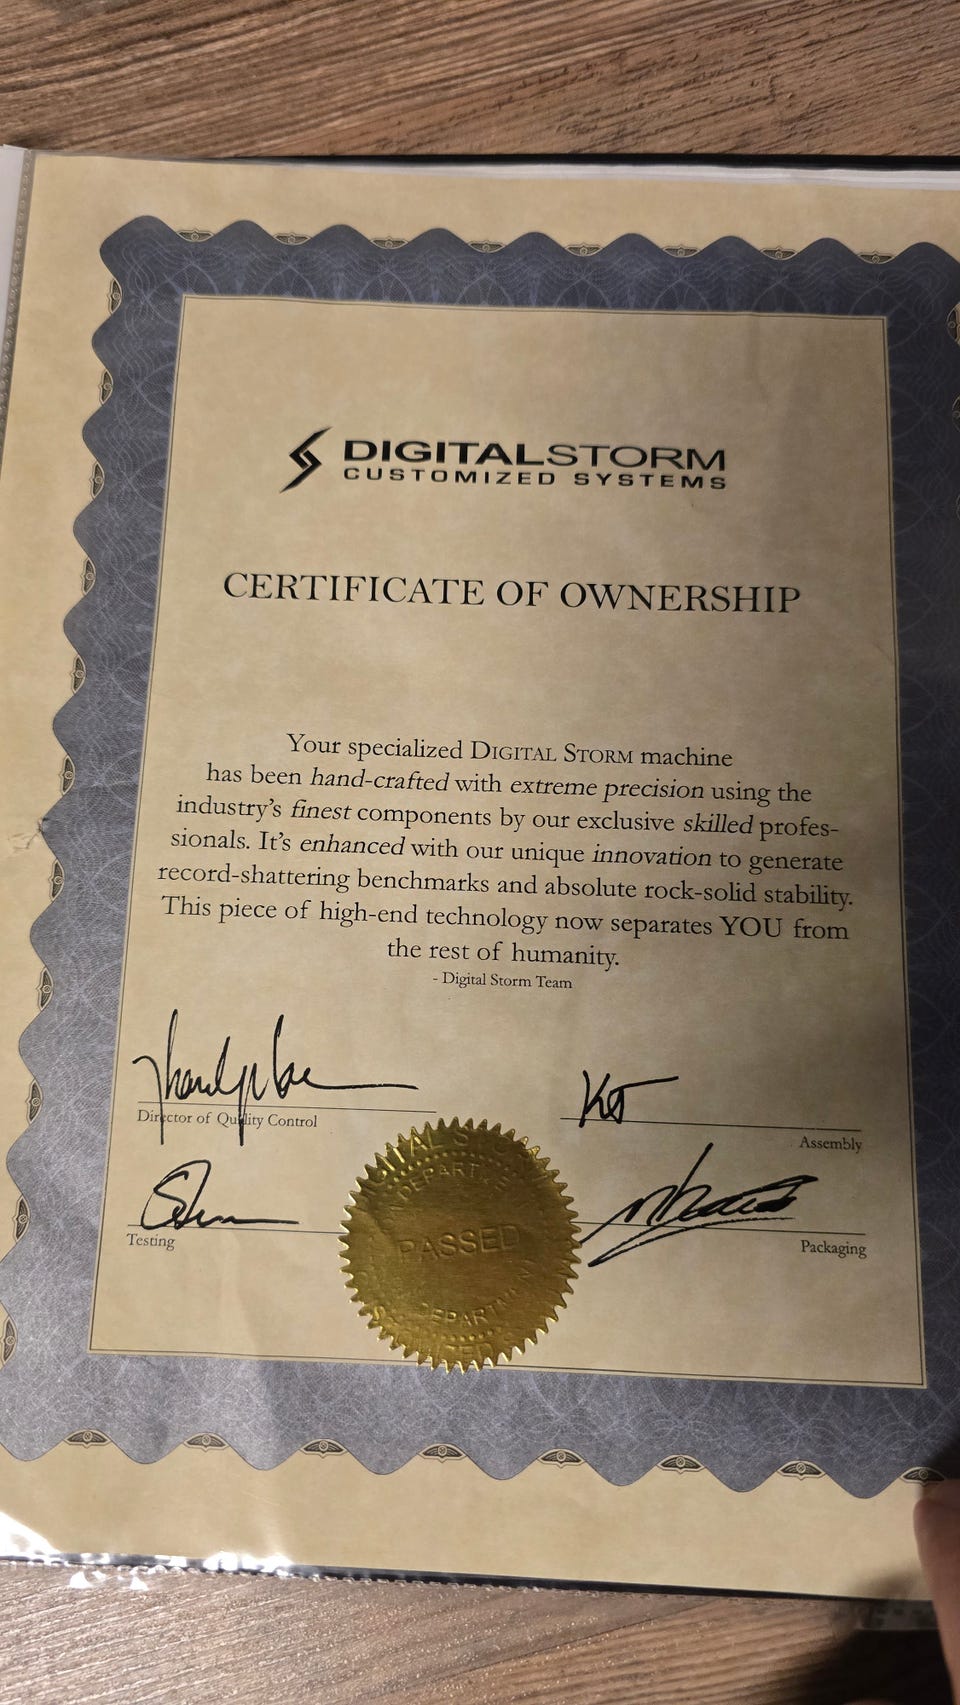 DIGITALSTORM
CUSTOMIZED SYSTEMS
CERTIFICATE OF OWNERSHIP
Your specialized DIGITAL STORM machine
has been hand-crafted with extreme precision using the
industry's finest components by our exclusive skilled profes-
sionals. It's enhanced with our unique innovation to generate
record-shattering benchmarks and absolute rock-solid stability.
This piece of high-end technology now separates YOU from
the rest of humanity.
- Digital Storm Team
Director of Quality Control
Assembly
Testing
Packaging
PASSED